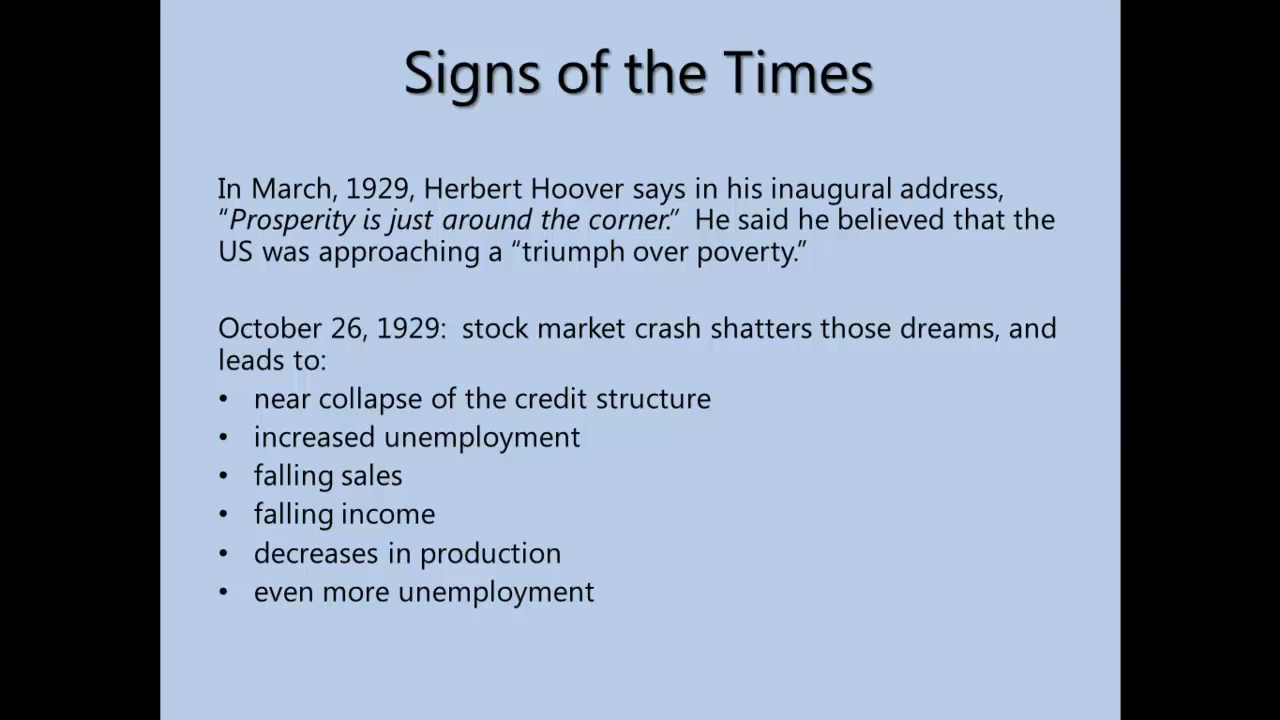 Signs of the Times
In March, 1929, Herbert Hoover says in his inaugural address,
“Prosperity is just around the corner.” He said he believed that the
US was approaching a “triumph over poverty.”
October 26, 1929: stock market crash shatters those dreams, and
leads to:
• near collapse of the credit structure
• increased unemployment
• falling sales
• falling income
• decreases in production
• even more unemployment